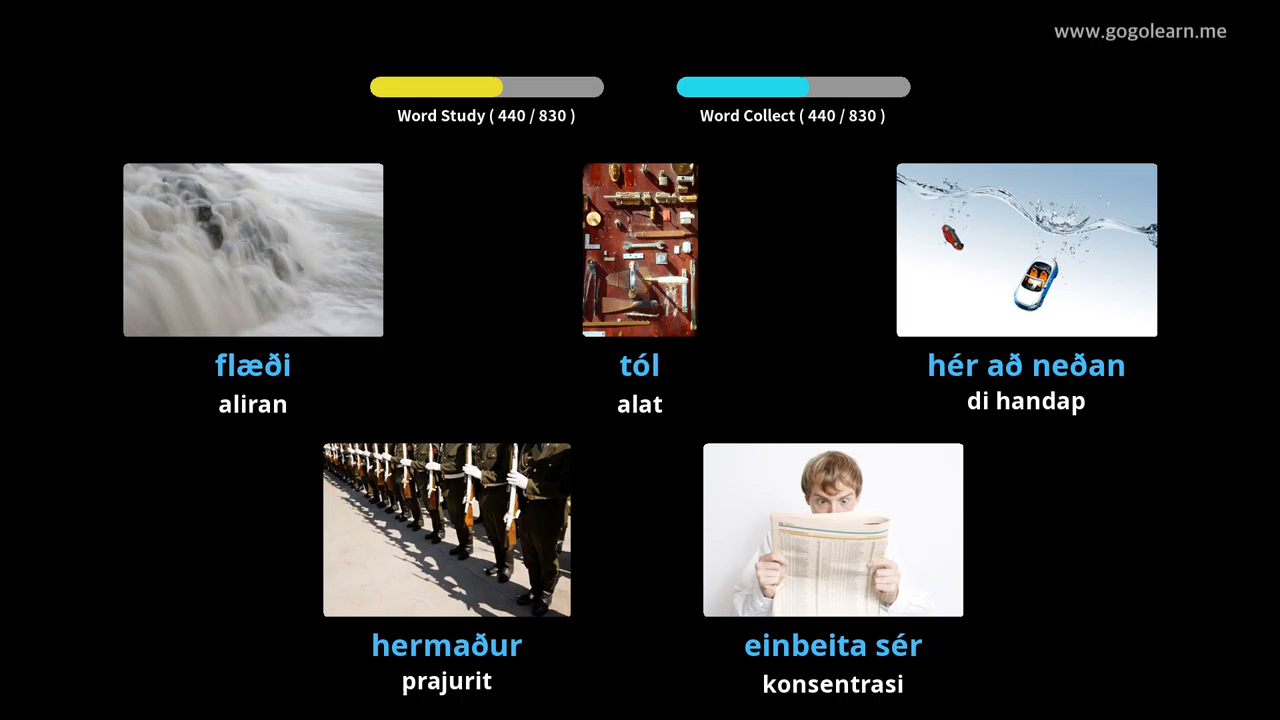 www.gogolearn.me
Word Study ( 440 / 830 )
Word Collect ( 440 / 830 )
flæði
aliran
tól
alat
hér að neðan
di handap
hermaður
prajurit
einbeita sér
konsentrasi